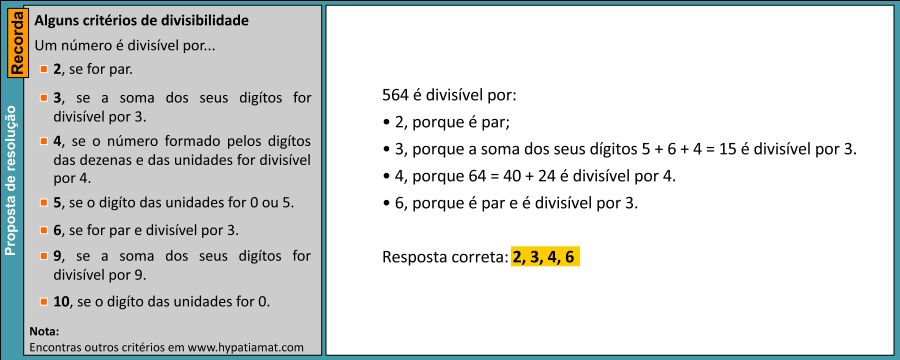 Recorda
Proposta de resolução
Alguns critérios de divisibilidade
Um número é divisível por...
2, se for par.
3, se a soma dos seus digítos for
divisível por 3.
4, se o número formado pelos digítos
das dezenas e das unidades for divisível
por 4.
5, se o digíto das unidades for 0 ou 5.
6, se for par e divisível por 3.
9, se a soma dos seus digítos for
divisível por 9.
10, se o digíto das unidades for 0.
Nota:
Encontras outros critérios em www.hypatiamat.com
564 é divisível por:
• 2, porque é par;
• 3, porque a soma dos seus dígitos 5 + 6 + 4 = 15 é divisível por 3.
• 4, porque 64 = 40 + 24 é divisível por 4.
• 6, porque é par e é divisível por 3.
Resposta correta: 2, 3, 4, 6